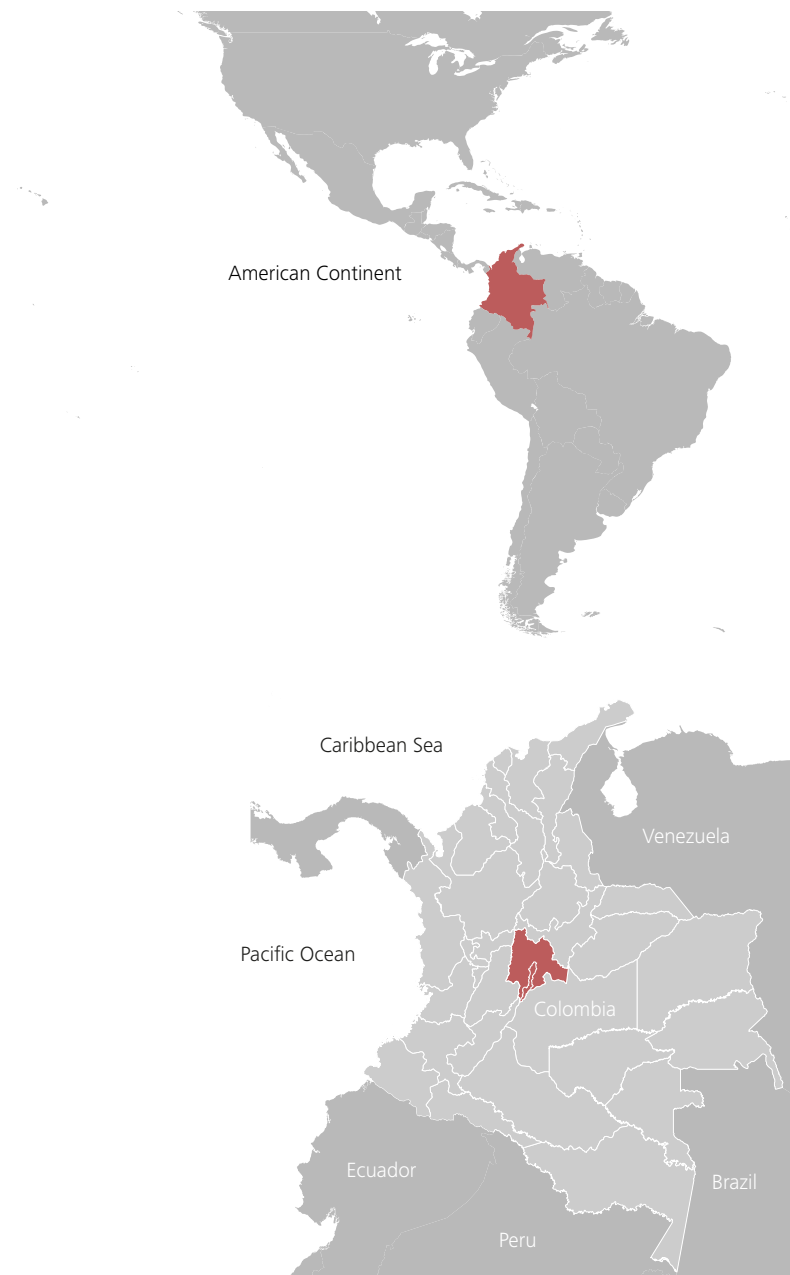 American Continent
Caribbean Sea
Venezuela
Pacific Ocean
Colombia
Ecuador
Brazil
Peru